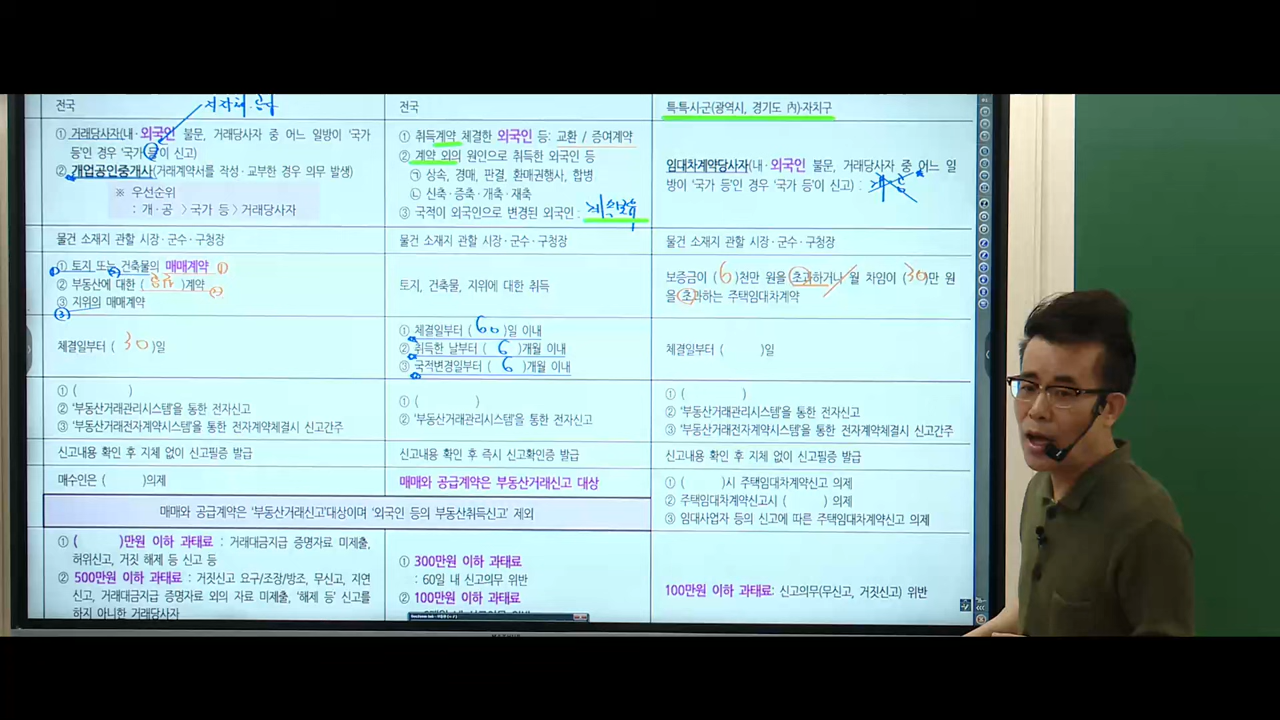 지자체·공공
전국
① 거래당사자(내·외국인 불문, 거래당사자 중 어느 일방이 '국가
등'인 경우 '국가 등'이 신고)
② 개업공인중개사(거래계약서를 작성·교부한 경우 의무 발생)
※ 우선순위
: 개·공 > 국가 등 > 거래당사자
물건 소재지 관할 시장·군수·구청장
① 토지 또는 건축물의 매매계약 ①
② 부동산에 대한 (공급)계약
③ 지위의 매매계약
체결일부터 ( 30 )일
① ( )
② '부동산거래관리시스템'을 통한 전자신고
③ '부동산거래전자계약시스템'을 통한 전자계약체결시 신고간주
신고내용 확인 후 지체 없이 신고필증 발급
매수인은 ( )의제
전국
① 취득계약 체결한 외국인 등: 교환 / 증여계약
② 계약 외의 원인으로 취득한 외국인 등
㉠ 상속, 경매, 판결, 환매권행사, 합병
㉡ 신축·증축·개축·재축
③ 국적이 외국인으로 변경된 외국인 :
물건 소재지 관할 시장·군수·구청장
토지, 건축물, 지위에 대한 취득
① 체결일부터 ( 60 )일 이내
② 취득한 날부터 ( 6 )개월 이내
③ 국적변경일부터 ( 6 )개월 이내
① ( )
② '부동산거래관리시스템'을 통한 전자신고
신고내용 확인 후 즉시 신고확인증 발급
매매와 공급계약은 부동산거래신고 대상
매매와 공급계약은 '부동산거래신고'대상이며 '외국인 등의 부동산취득신고' 제외
① ( )만원 이하 과태료 : 거래대금지급 증명자료 미제출,
허위신고, 거짓 해제 등 신고 등
② 500만원 이하 과태료 : 거짓신고 요구/조장/방조, 무신고, 지연
신고, 거래대금지급 증명자료 외의 자료 미제출, '해제 등' 신고를
하지 아니한 거래당사자
① 300만원 이하 과태료
: 60일 내 신고의무 위반
② 100만원 이하 과태료
특특시군(광역시, 경기도 內)·자치구
임대차계약당사자(내·외국인 불문, 거래당사자 중 어느 일
방이 '국가 등'인 경우 '국가 등'이 신고) :
물건 소재지 관할 시장·군수·구청장
보증금이 ( 6 )천만 원을 초과하거나 월 차임이 ( 30 )만 원
을 초과하는 주택임대차계약
체결일부터 ( )일
① ( )
② '부동산거래관리시스템'을 통한 전자신고
③ '부동산거래전자계약시스템'을 통한 전자계약체결시 신고간주
신고내용 확인 후 지체 없이 신고필증 발급
① ( )시 주택임대차계약신고 의제
② 주택임대차계약신고시 ( ) 의제
③ 임대사업자 등의 신고에 따른 주택임대차계약신고 의제
100만원 이하 과태료: 신고의무(무신고, 거짓신고) 위반